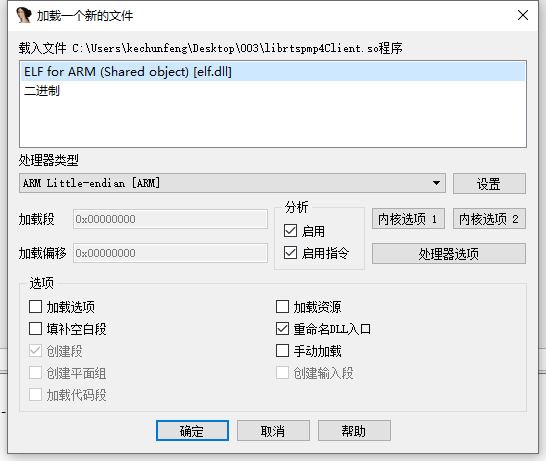 加载一个新的文件
载入文件 C:\Users\kechunfeng\Desktop\003\librtspmp4Client.so程序
ELF for ARM (Shared object) [elf.dll]
二进制
处理器类型
ARM Little-endian [ARM]
设置
加载段 0x00000000
加载偏移 0x00000000
分析
启用
启用指令
内核选项 1
内核选项 2
处理器选项
选项
加载选项
加载资源
填补空白段
重命名DLL入口
创建段
手动加载
创建平面组
创建输入段
加载代码段
确定
取消
帮助